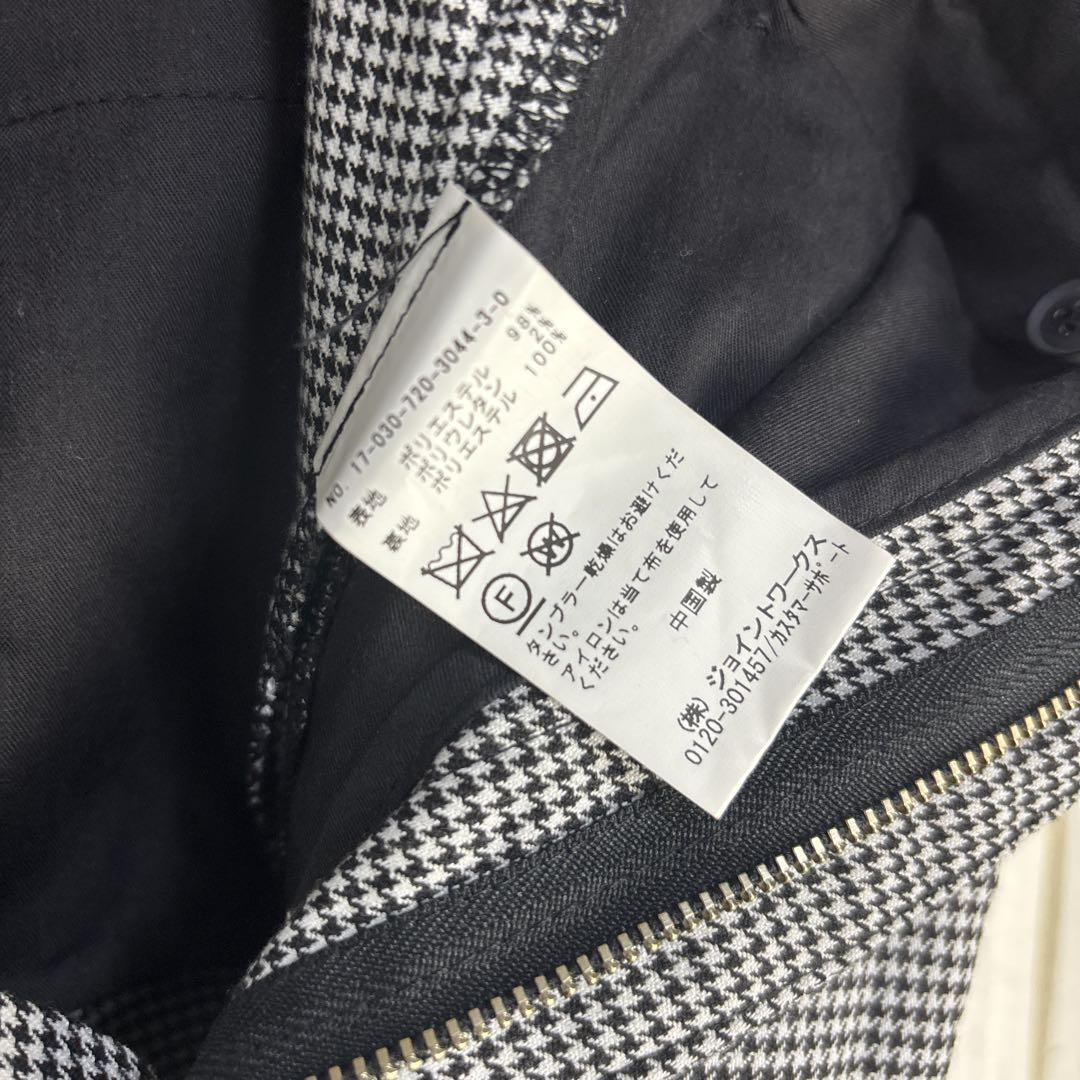 NO. 17-030-720-3044-3-0
表地 ポリエステル 98%
ポリウレタン 2%
裏地 ポリエステル 100%
F
W
タンブラー乾燥はお避けくだ
さい。
アイロンは当て布を使用して
ください。
中国製
(株)ジョイントワークス
0120-301457/カスタマーサポート